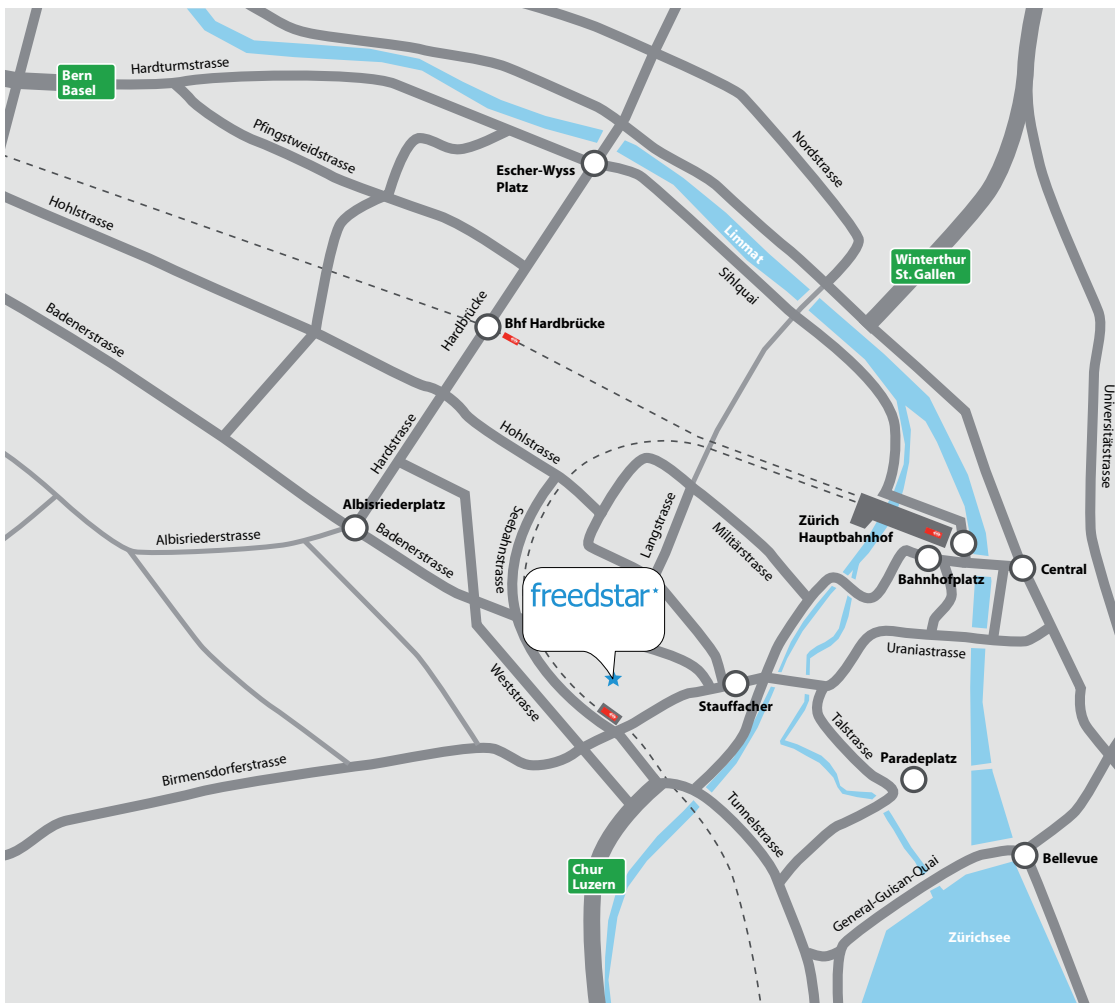 Bern
Basel
Hardturmstrasse
Pfingstweidstrasse
Nordstrasse
Escher-Wyss
Platz
Hohlstrasse
Limmat
Winterthur
St. Gallen
Sihlquai
Badenerstrasse
Hardbrücke
Bhf Hardbrücke
Universitätstrasse
Hardstrasse
Hohlstrasse
Albisriederplatz
Seebahnstrasse
Langstrasse
Militärstrasse
Zürich
Hauptbahnhof
Albisriederstrasse
Badenerstrasse
Bahnhofplatz
Central
freedstar*
Uraniastrasse
Weststrasse
Stauffacher
Talstrasse
Paradeplatz
Birmensdorferstrasse
Tunnelstrasse
Chur
Luzern
Bellevue
General-Guisan-Quai
Zürichsee